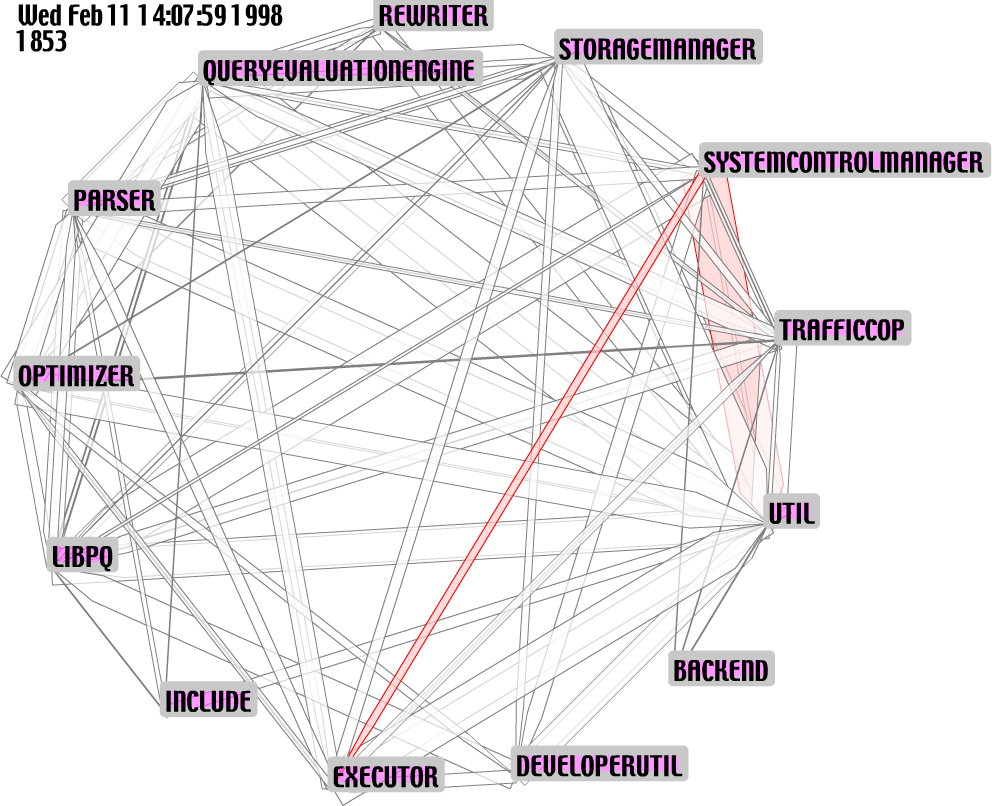 Wed Feb 11 14:07:59 1998
1853
REWRITER
STORAGEMANAGER
QUERYEVALUATIONENGINE
SYSTEMCONTROLMANAGER
PARSER
TRAFFICCOP
OPTIMIZER
UTIL
LIBPQ
BACKEND
INCLUDE
DEVELOPERUTIL
EXECUTOR